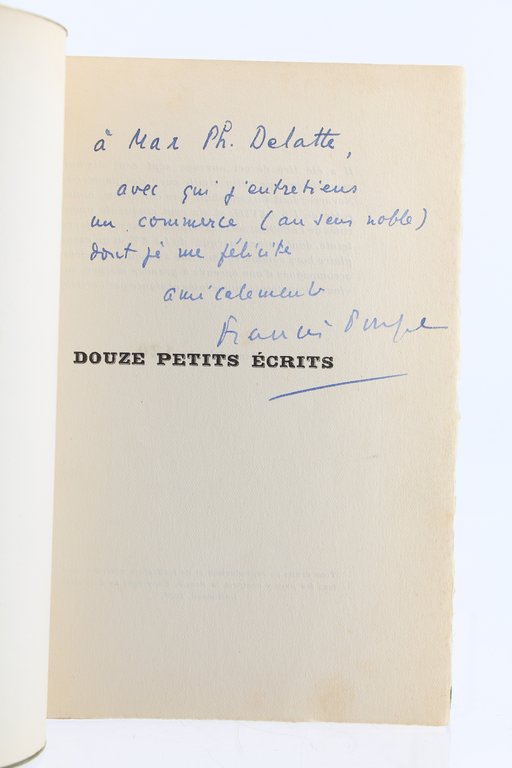 à Max Ph. Delatte,
avec qui j'entretiens
un commerce (au sens noble)
dont je me félicite
amicalement
Francis Ponge
DOUZE PETITS ÉCRITS